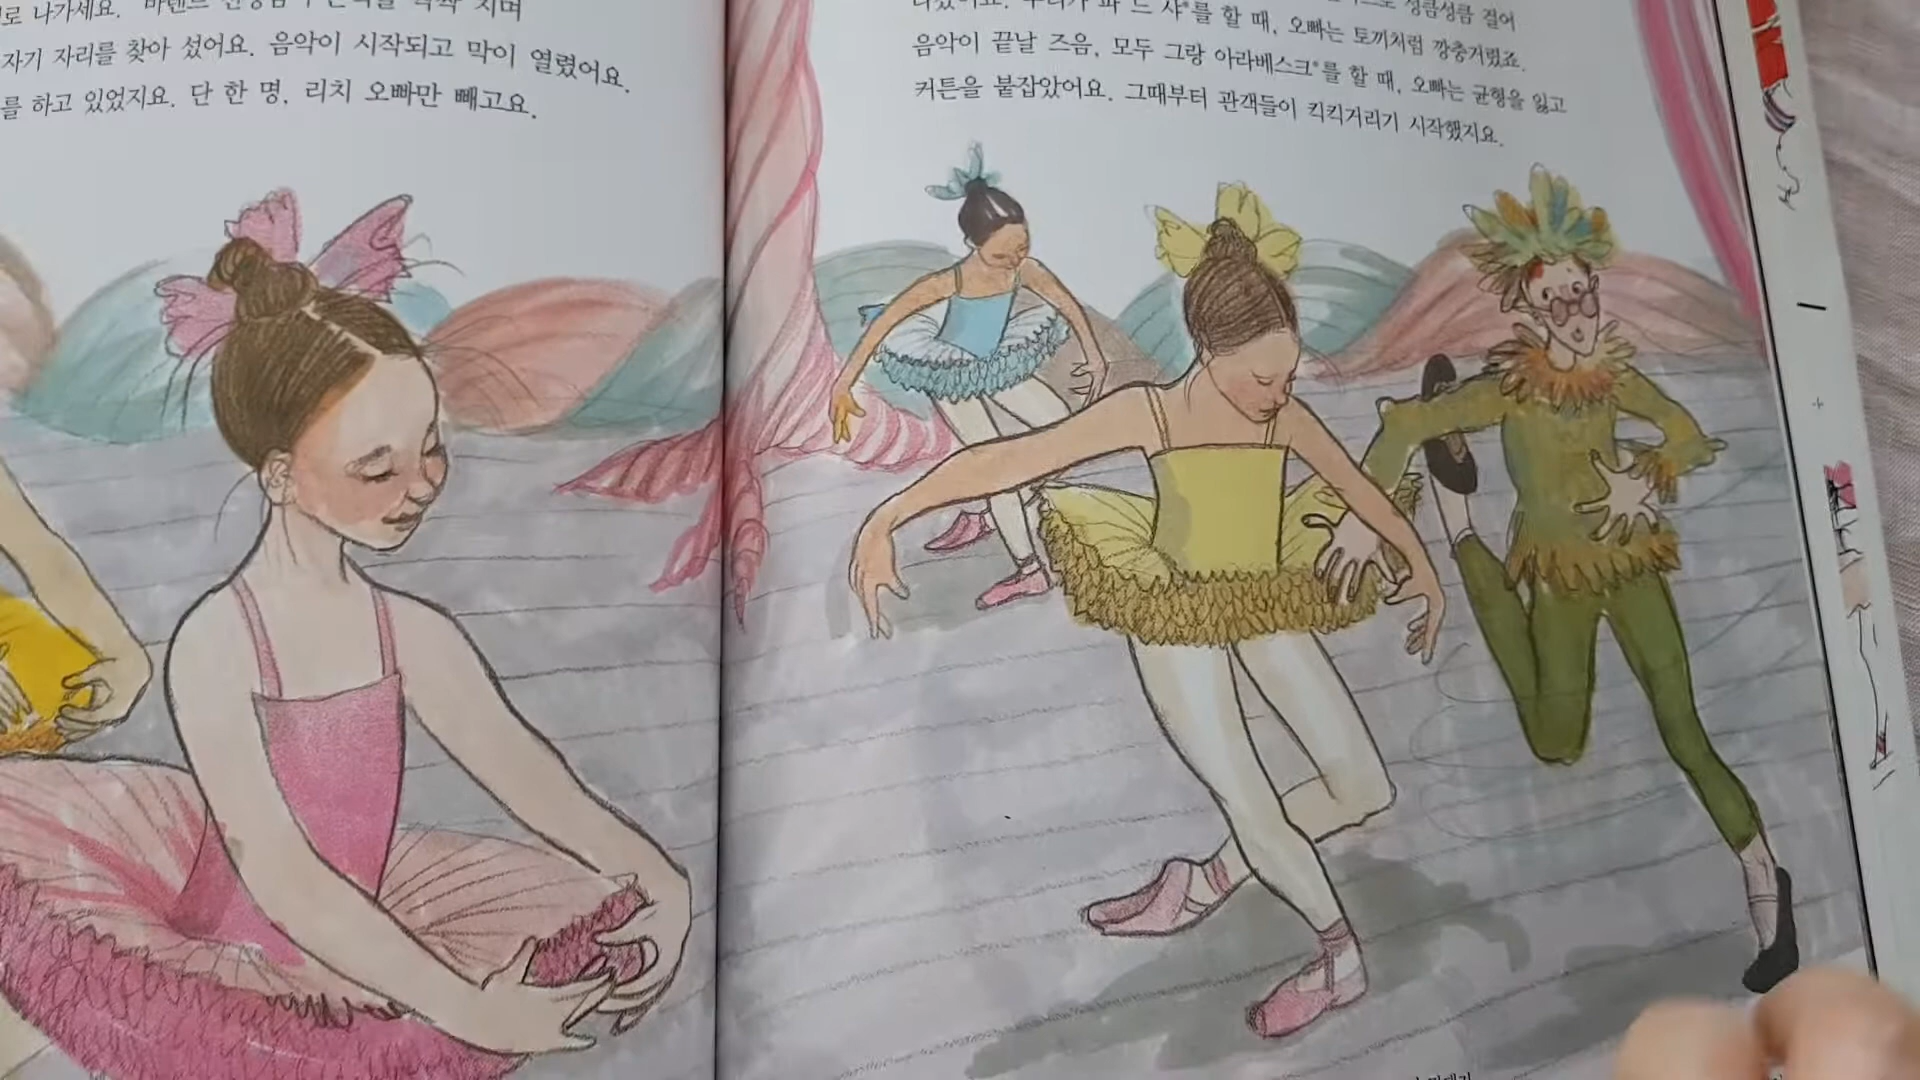 로 나가세요.
자기 자리를 찾아 섰어요. 음악이 시작되고 막이 열렸어요.
를 하고 있었지요. 단 한 명, 리치 오빠만 빼고요.
성큼성큼 걸어
를 할 때, 오빠는 토끼처럼 깡충거렸죠.
음악이 끝날 즈음, 모두 그랑 아라베스크*를 할 때, 오빠는 균형을 잃고
커튼을 붙잡았어요. 그때부터 관객들이 킥킥거리기 시작했지요.